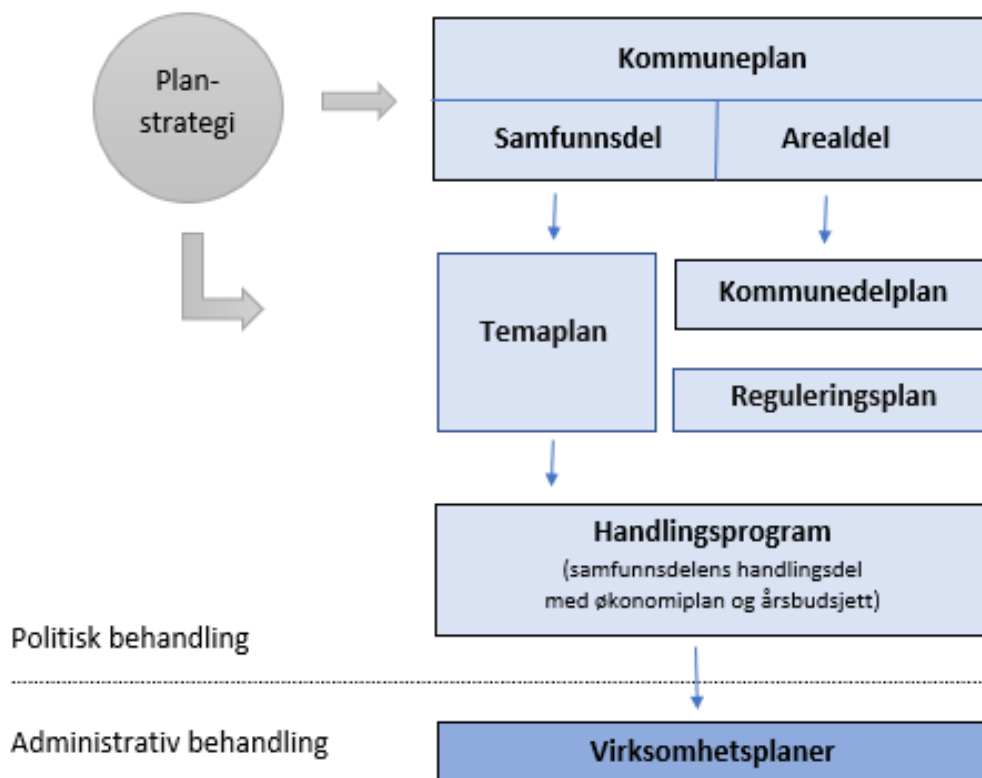 Plan-
strategi
Kommuneplan
Samfunnsdel
Arealdel
Temaplan
Kommunedelplan
Reguleringsplan
Handlingsprogram
(samfunnsdelens handlingsdel
med økonomiplan og årsbudsjett)
Politisk behandling
Administrativ behandling
Virksomhetsplaner